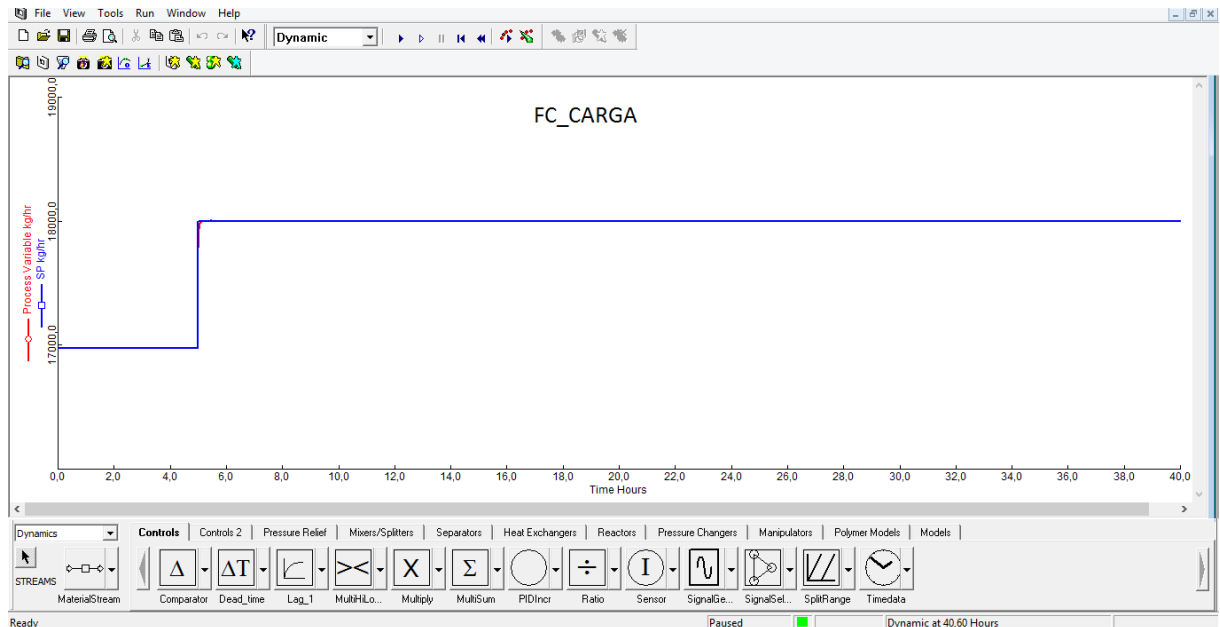 File View Tools Run Window Help
Dynamic
FC_CARGA
Process Variable kg/hr
SP kg/hr
19000,0
18000,0
17000,0
0,0 2,0 4,0 6,0 8,0 10,0 12,0 14,0 16,0 18,0 20,0 22,0 24,0 26,0 28,0 30,0 32,0 34,0 36,0 38,0 40,0
Time Hours
Dynamics Controls Controls 2 Pressure Relief Mixers/Splitters Separators Heat Exchangers Reactors Pressure Changers Manipulators Polymer Models Models
Δ ΔT >< X Σ ÷ I
STREAMS
MaterialStream Comparator Dead_time Lag_1 MultiHiLo... Multiply MultiSum PIDIncr Ratio Sensor SignalGe... SignalSel... SplitRange Timedata
Ready Paused Dynamic at 40.60 Hours